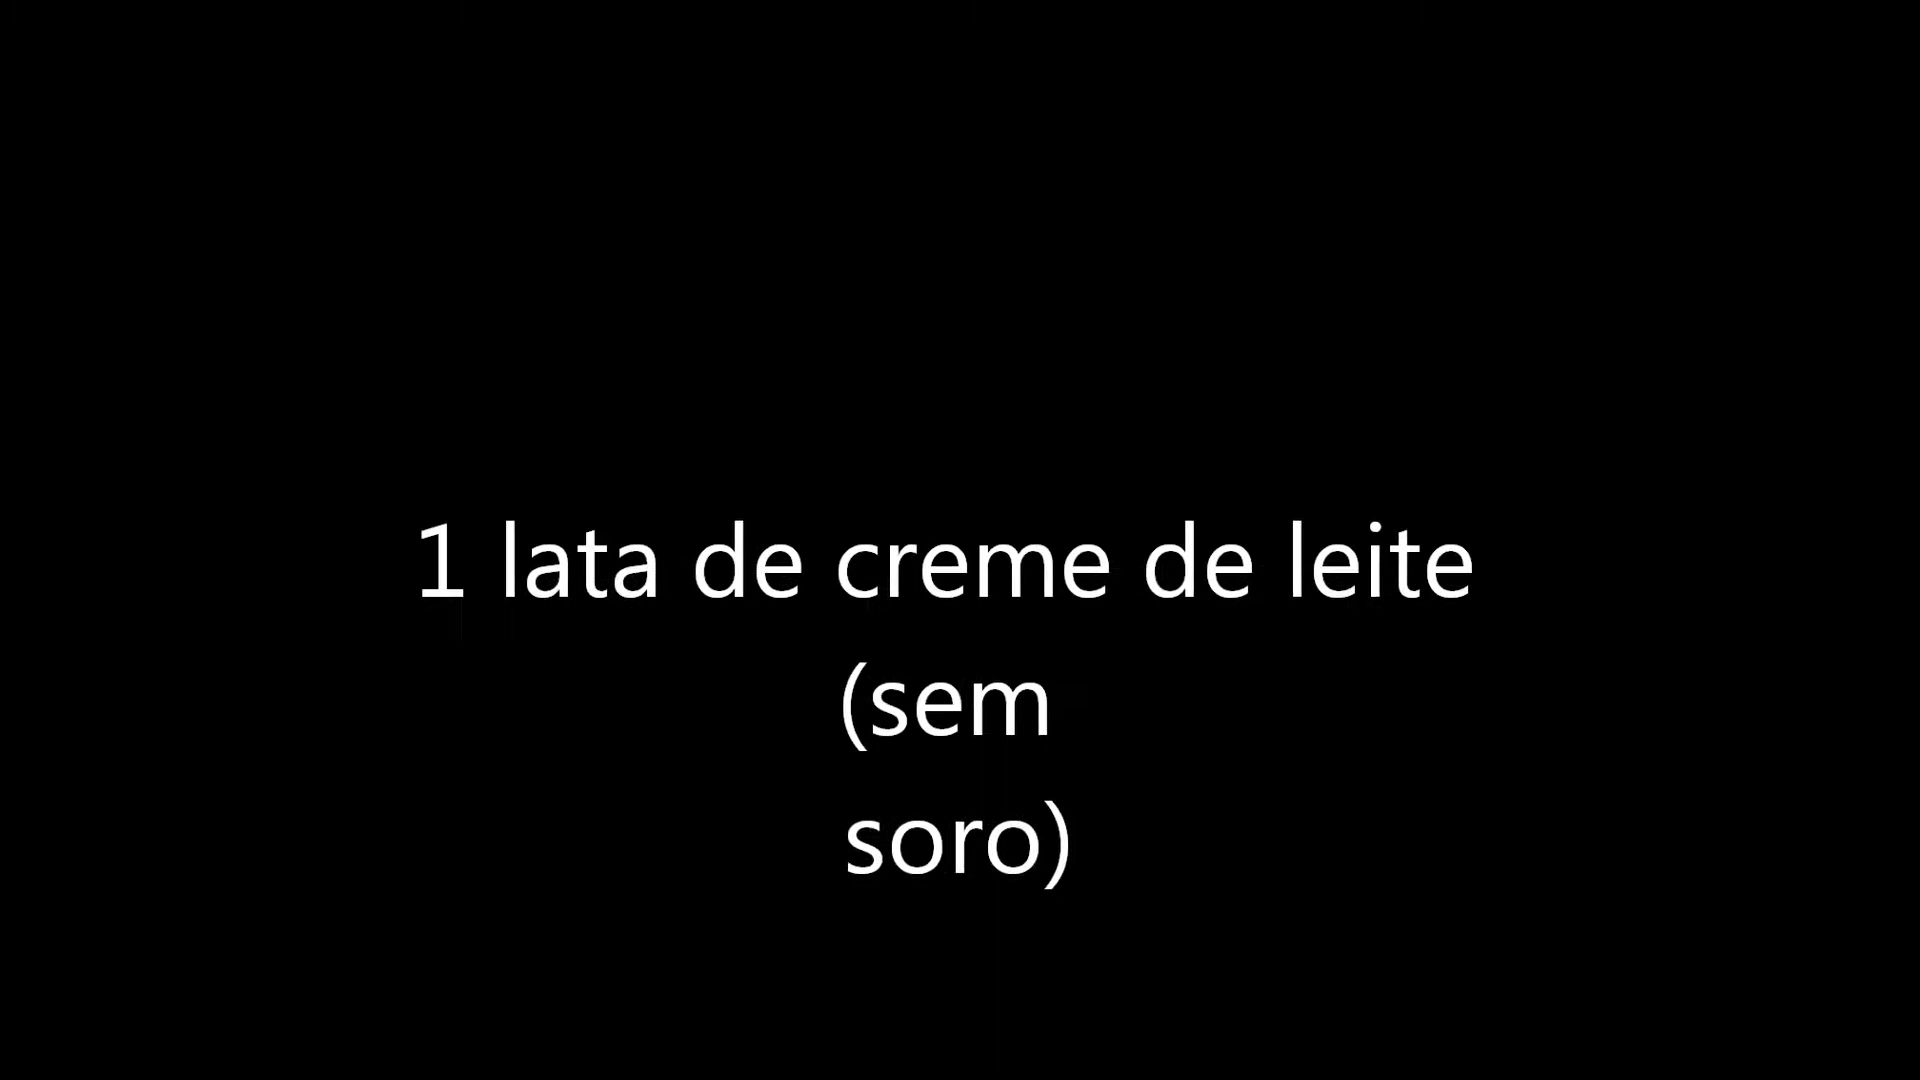 1 lata de creme de leite
(sem
soro)